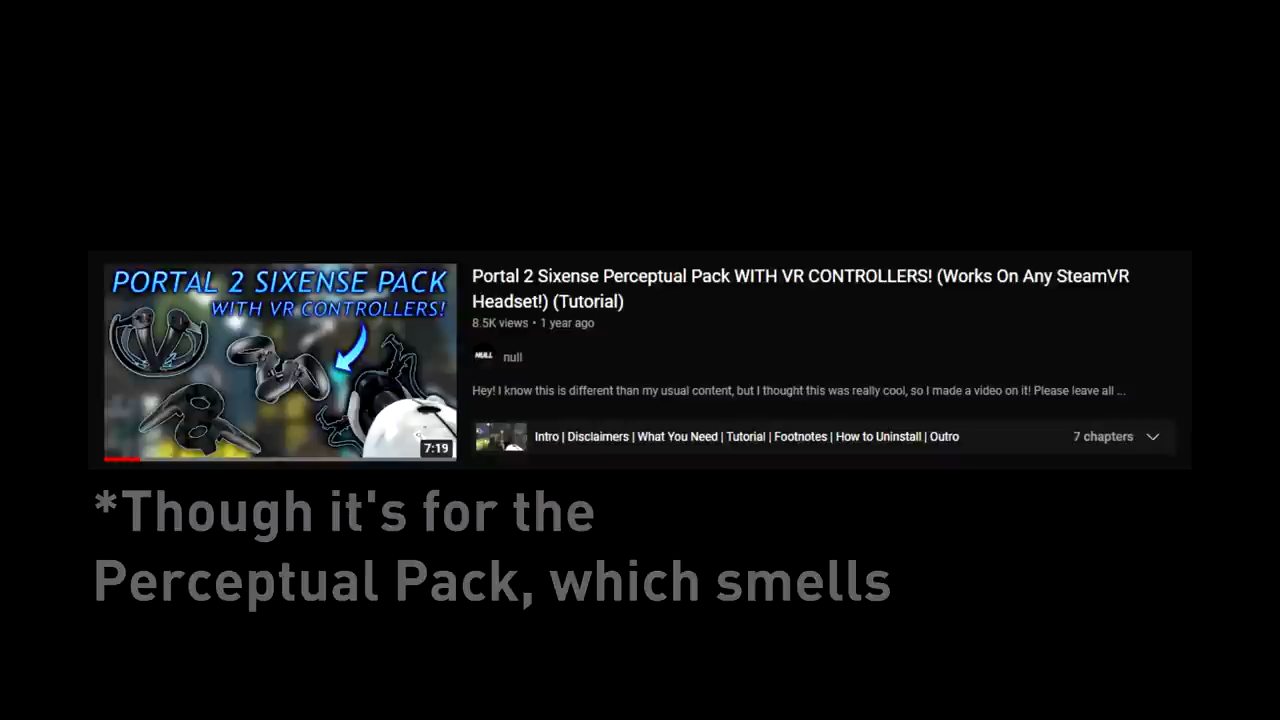 PORTAL 2 SIXENSE PACK
WITH VR CONTROLLERS!
7:19
Portal 2 Sixense Perceptual Pack WITH VR CONTROLLERS! (Works On Any SteamVR
Headset!) (Tutorial)
8.5K views • 1 year ago
NULL null
Hey! I know this is different than my usual content, but I thought this was really cool, so I made a video on it! Please leave all ...
Intro | Disclaimers | What You Need | Tutorial | Footnotes | How to Uninstall | Outro 7 chapters
*Though it's for the
Perceptual Pack, which smells